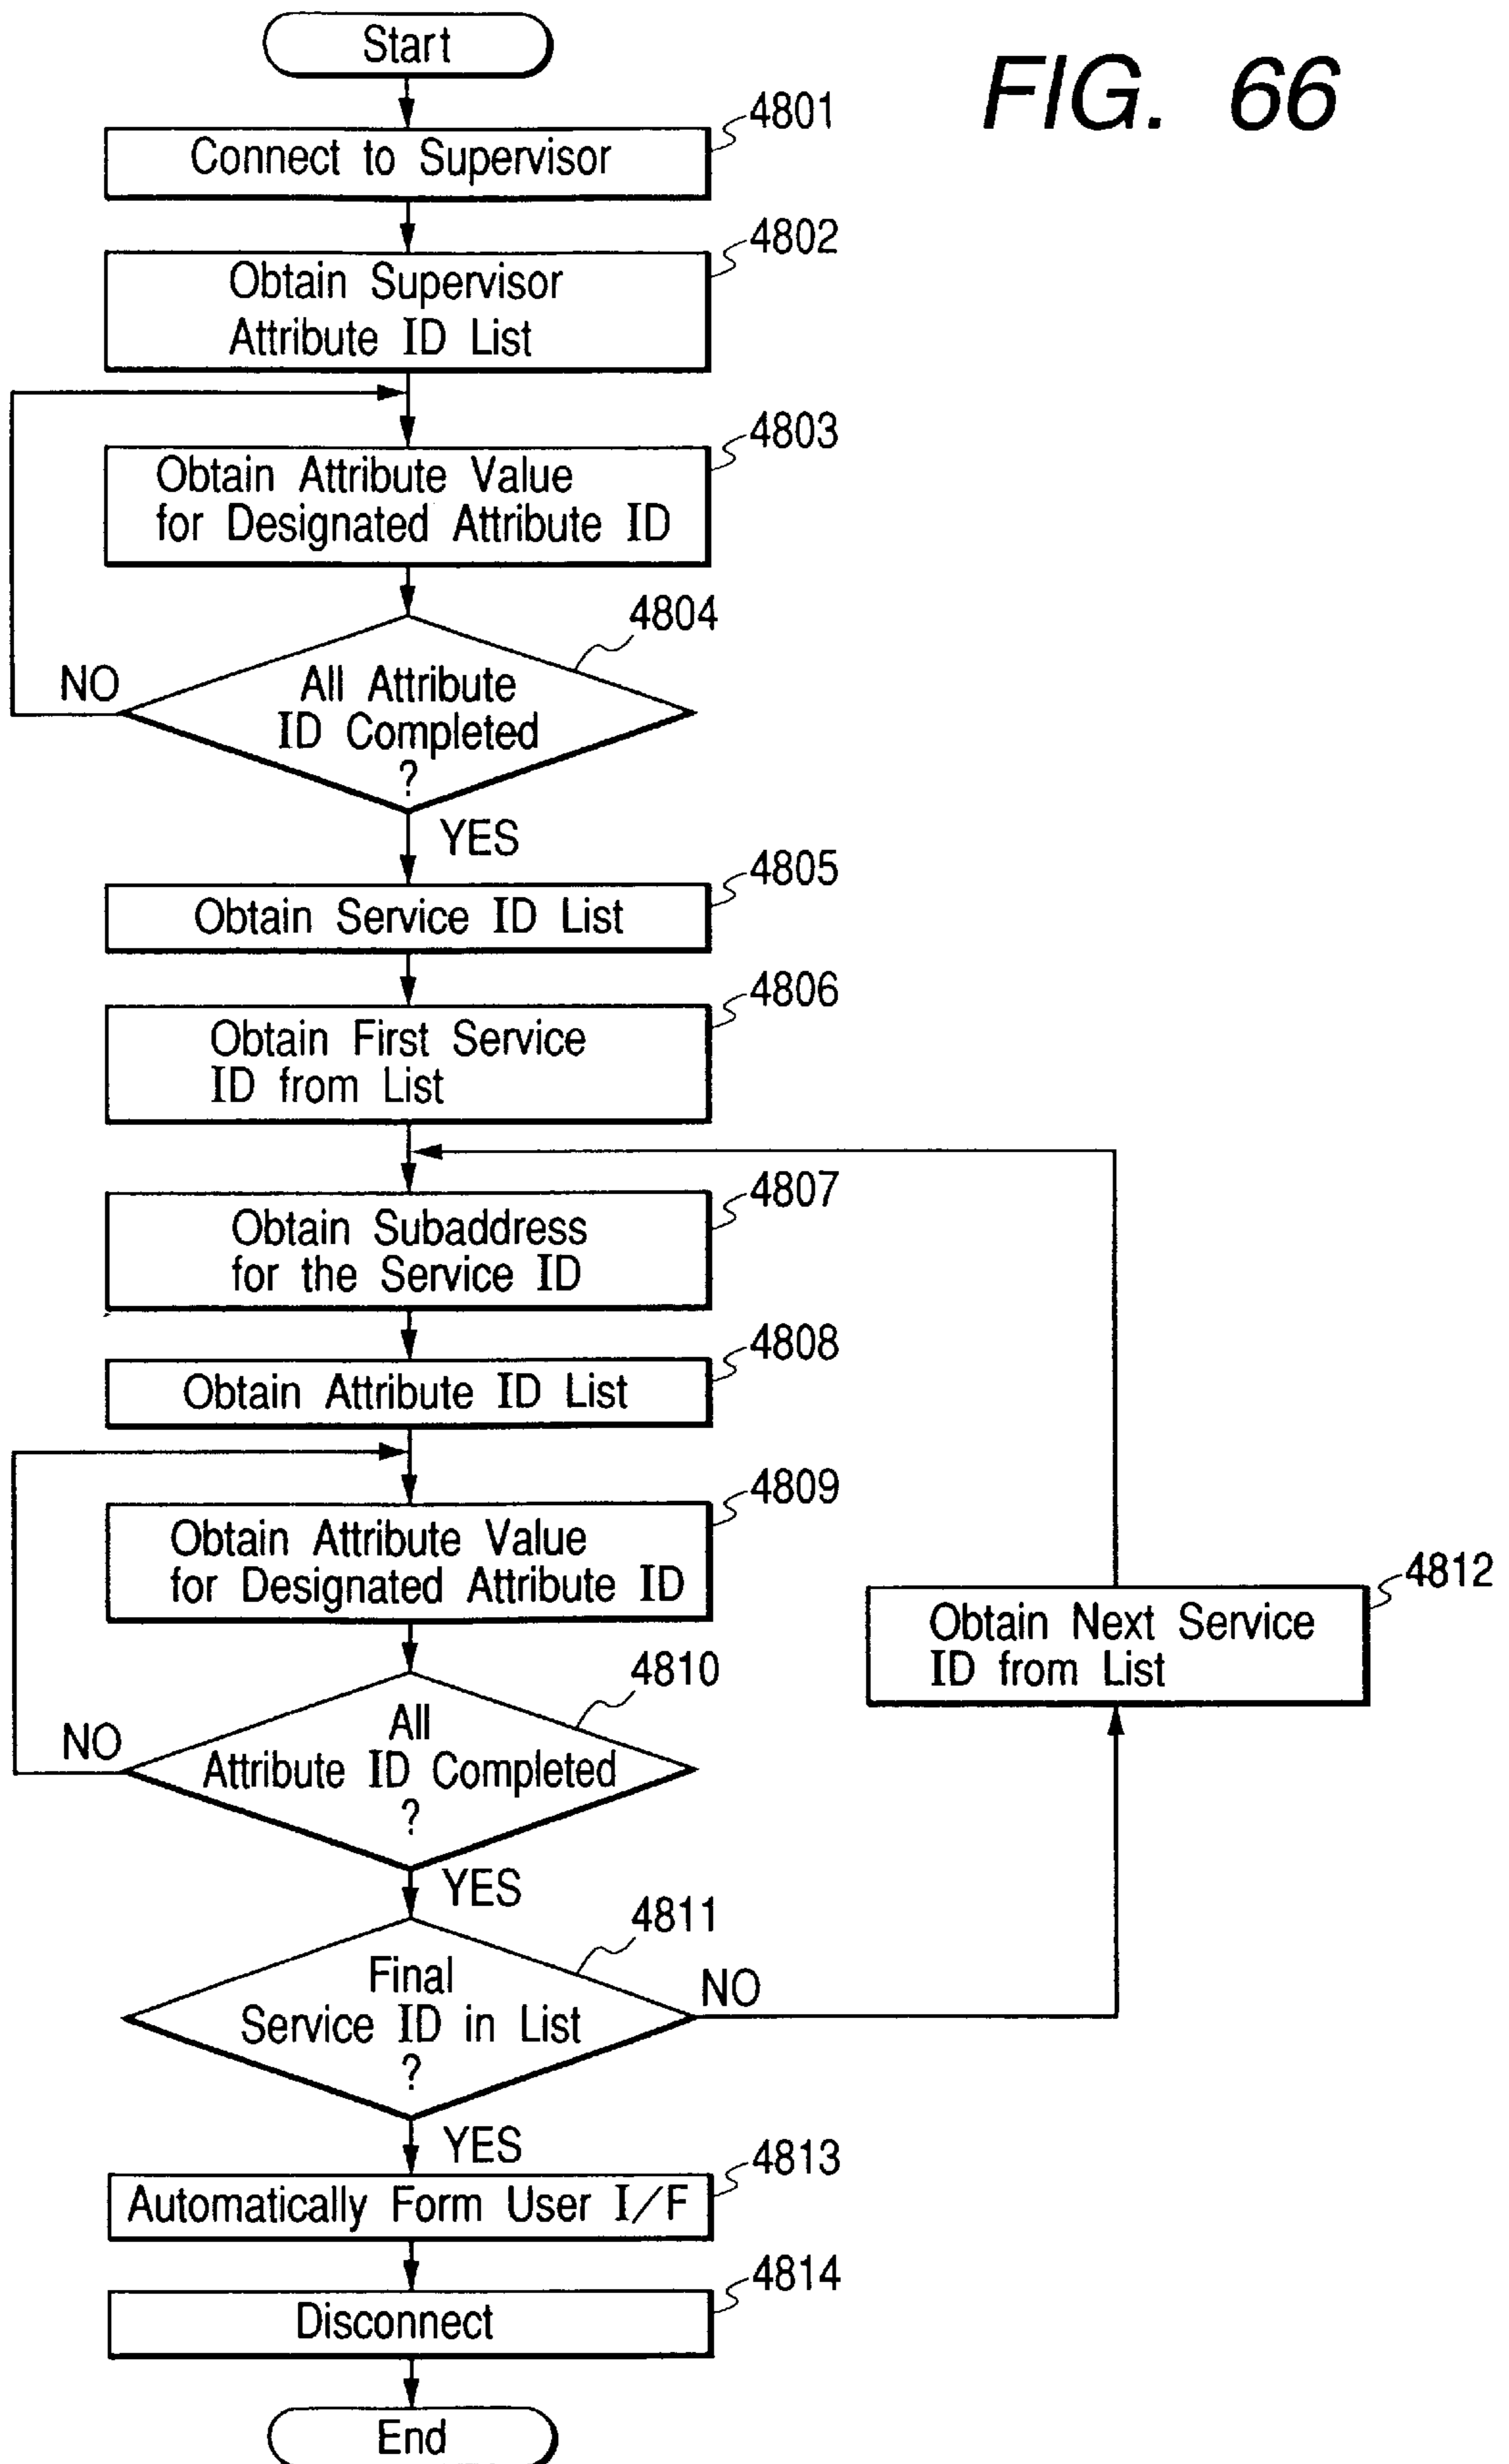 FIG. 66
Start
4801
Connect to Supervisor
4802
Obtain Supervisor
Attribute ID List
4803
Obtain Attribute Value
for Designated Attribute ID
4804
All Attribute
ID Completed
?
NO
YES
4805
Obtain Service ID List
4806
Obtain First Service
ID from List
4807
Obtain Subaddress
for the Service ID
4808
Obtain Attribute ID List
4809
Obtain Attribute Value
for Designated Attribute ID
4810
All
Attribute ID Completed
?
NO
YES
4811
Final
Service ID in List
?
NO
4812
Obtain Next Service
ID from List
YES
4813
Automatically Form User I/F
4814
Disconnect
End